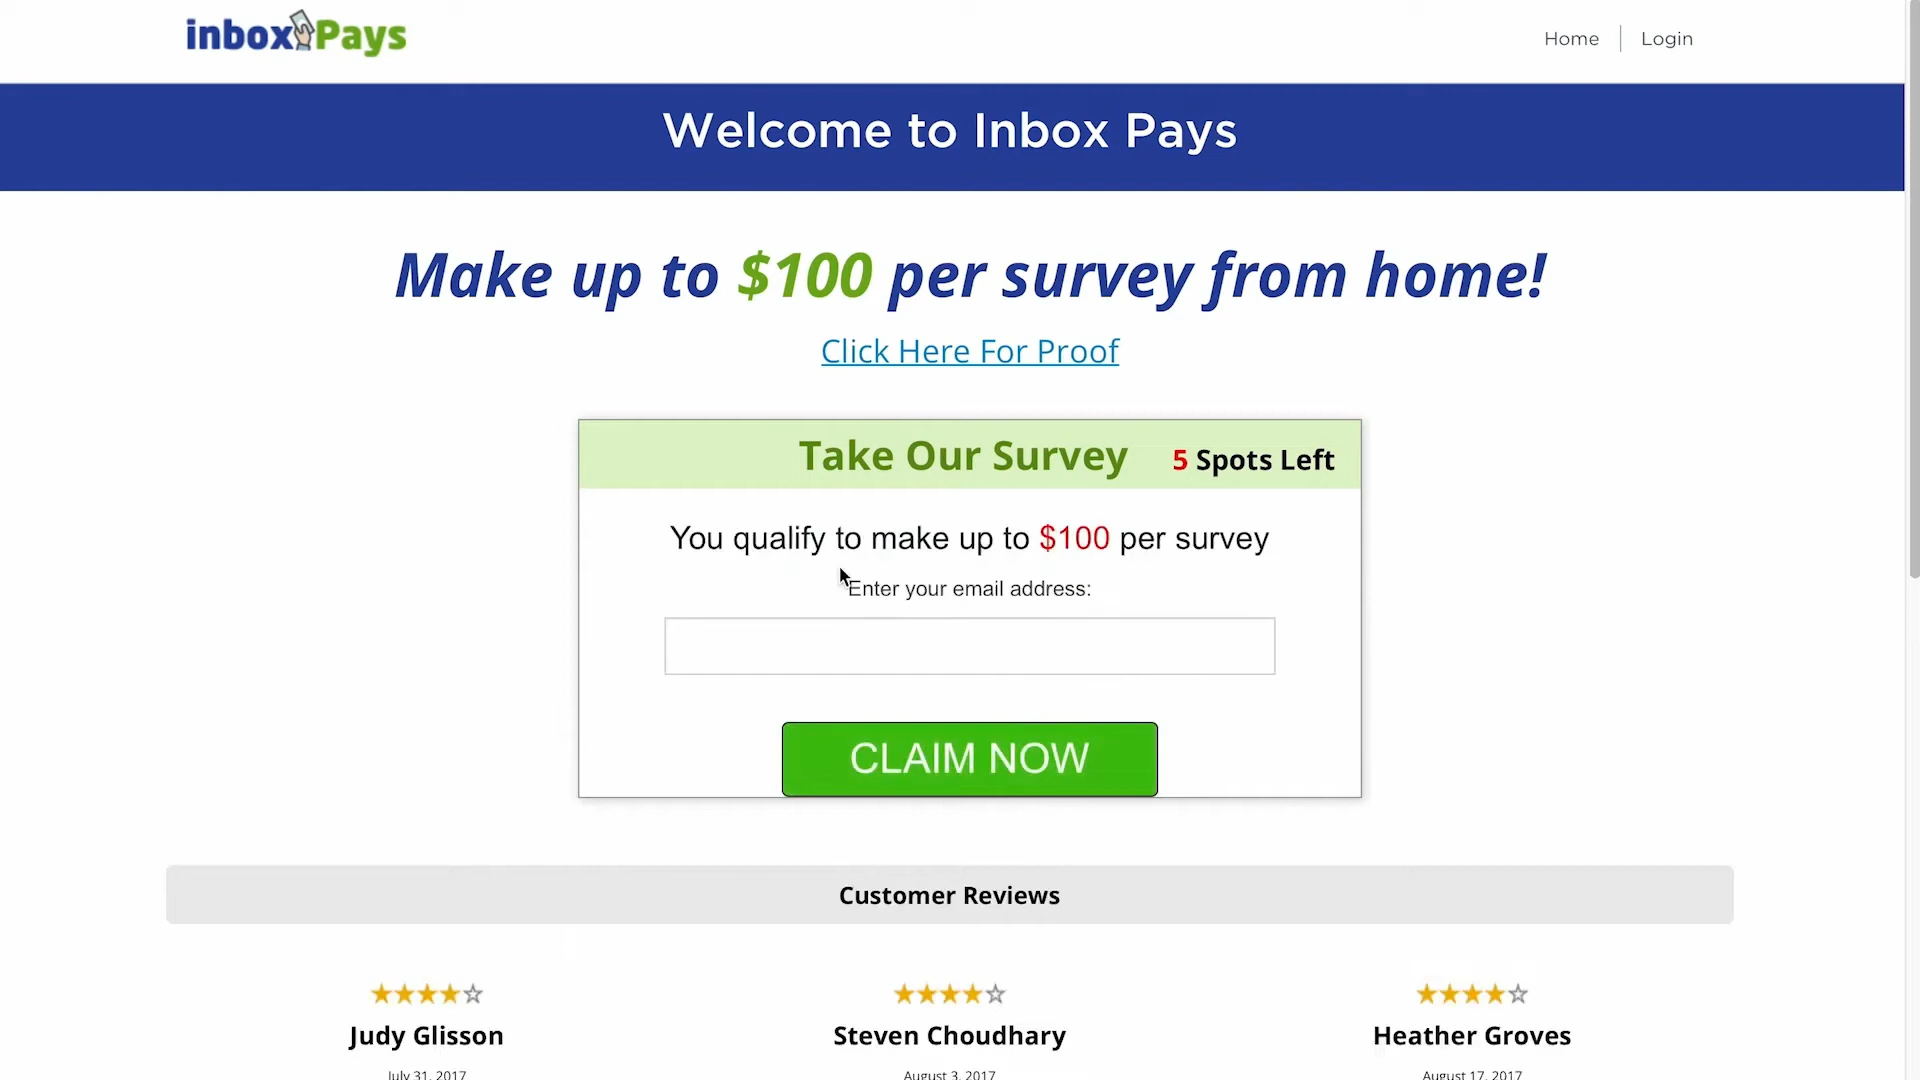 inboxPays
Home
Login
Welcome to Inbox Pays
Make up to $100 per survey from home!
Click Here For Proof
Take Our Survey
5 Spots Left
You qualify to make up to $100 per survey
Enter your email address:
CLAIM NOW
Customer Reviews
Judy Glisson
Steven Choudhary
Heather Groves
July 31, 2017
August 3, 2017
August 17, 2017